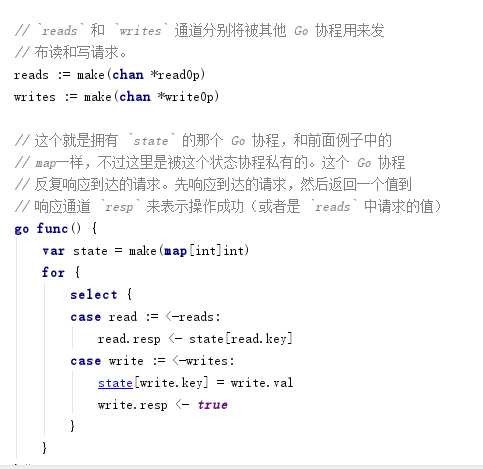 // `reads` 和 `writes` 通道分别将被其他 Go 协程用来发
// 布读和写请求。
reads := make(chan *readOp)
writes := make(chan *writeOp)
// 这个就是拥有 `state` 的那个 Go 协程，和前面例子中的
// map一样，不过这里是被这个状态协程私有的。这个 Go 协程
// 反复响应到达的请求。先响应到达的请求，然后返回一个值到
// 响应通道 `resp` 来表示操作成功（或者是 `reads` 中请求的值）
go func() {
var state = make(map[int]int)
for {
select {
case read := <-reads:
read.resp <- state[read.key]
case write := <-writes:
state[write.key] = write.val
write.resp <- true
}
}